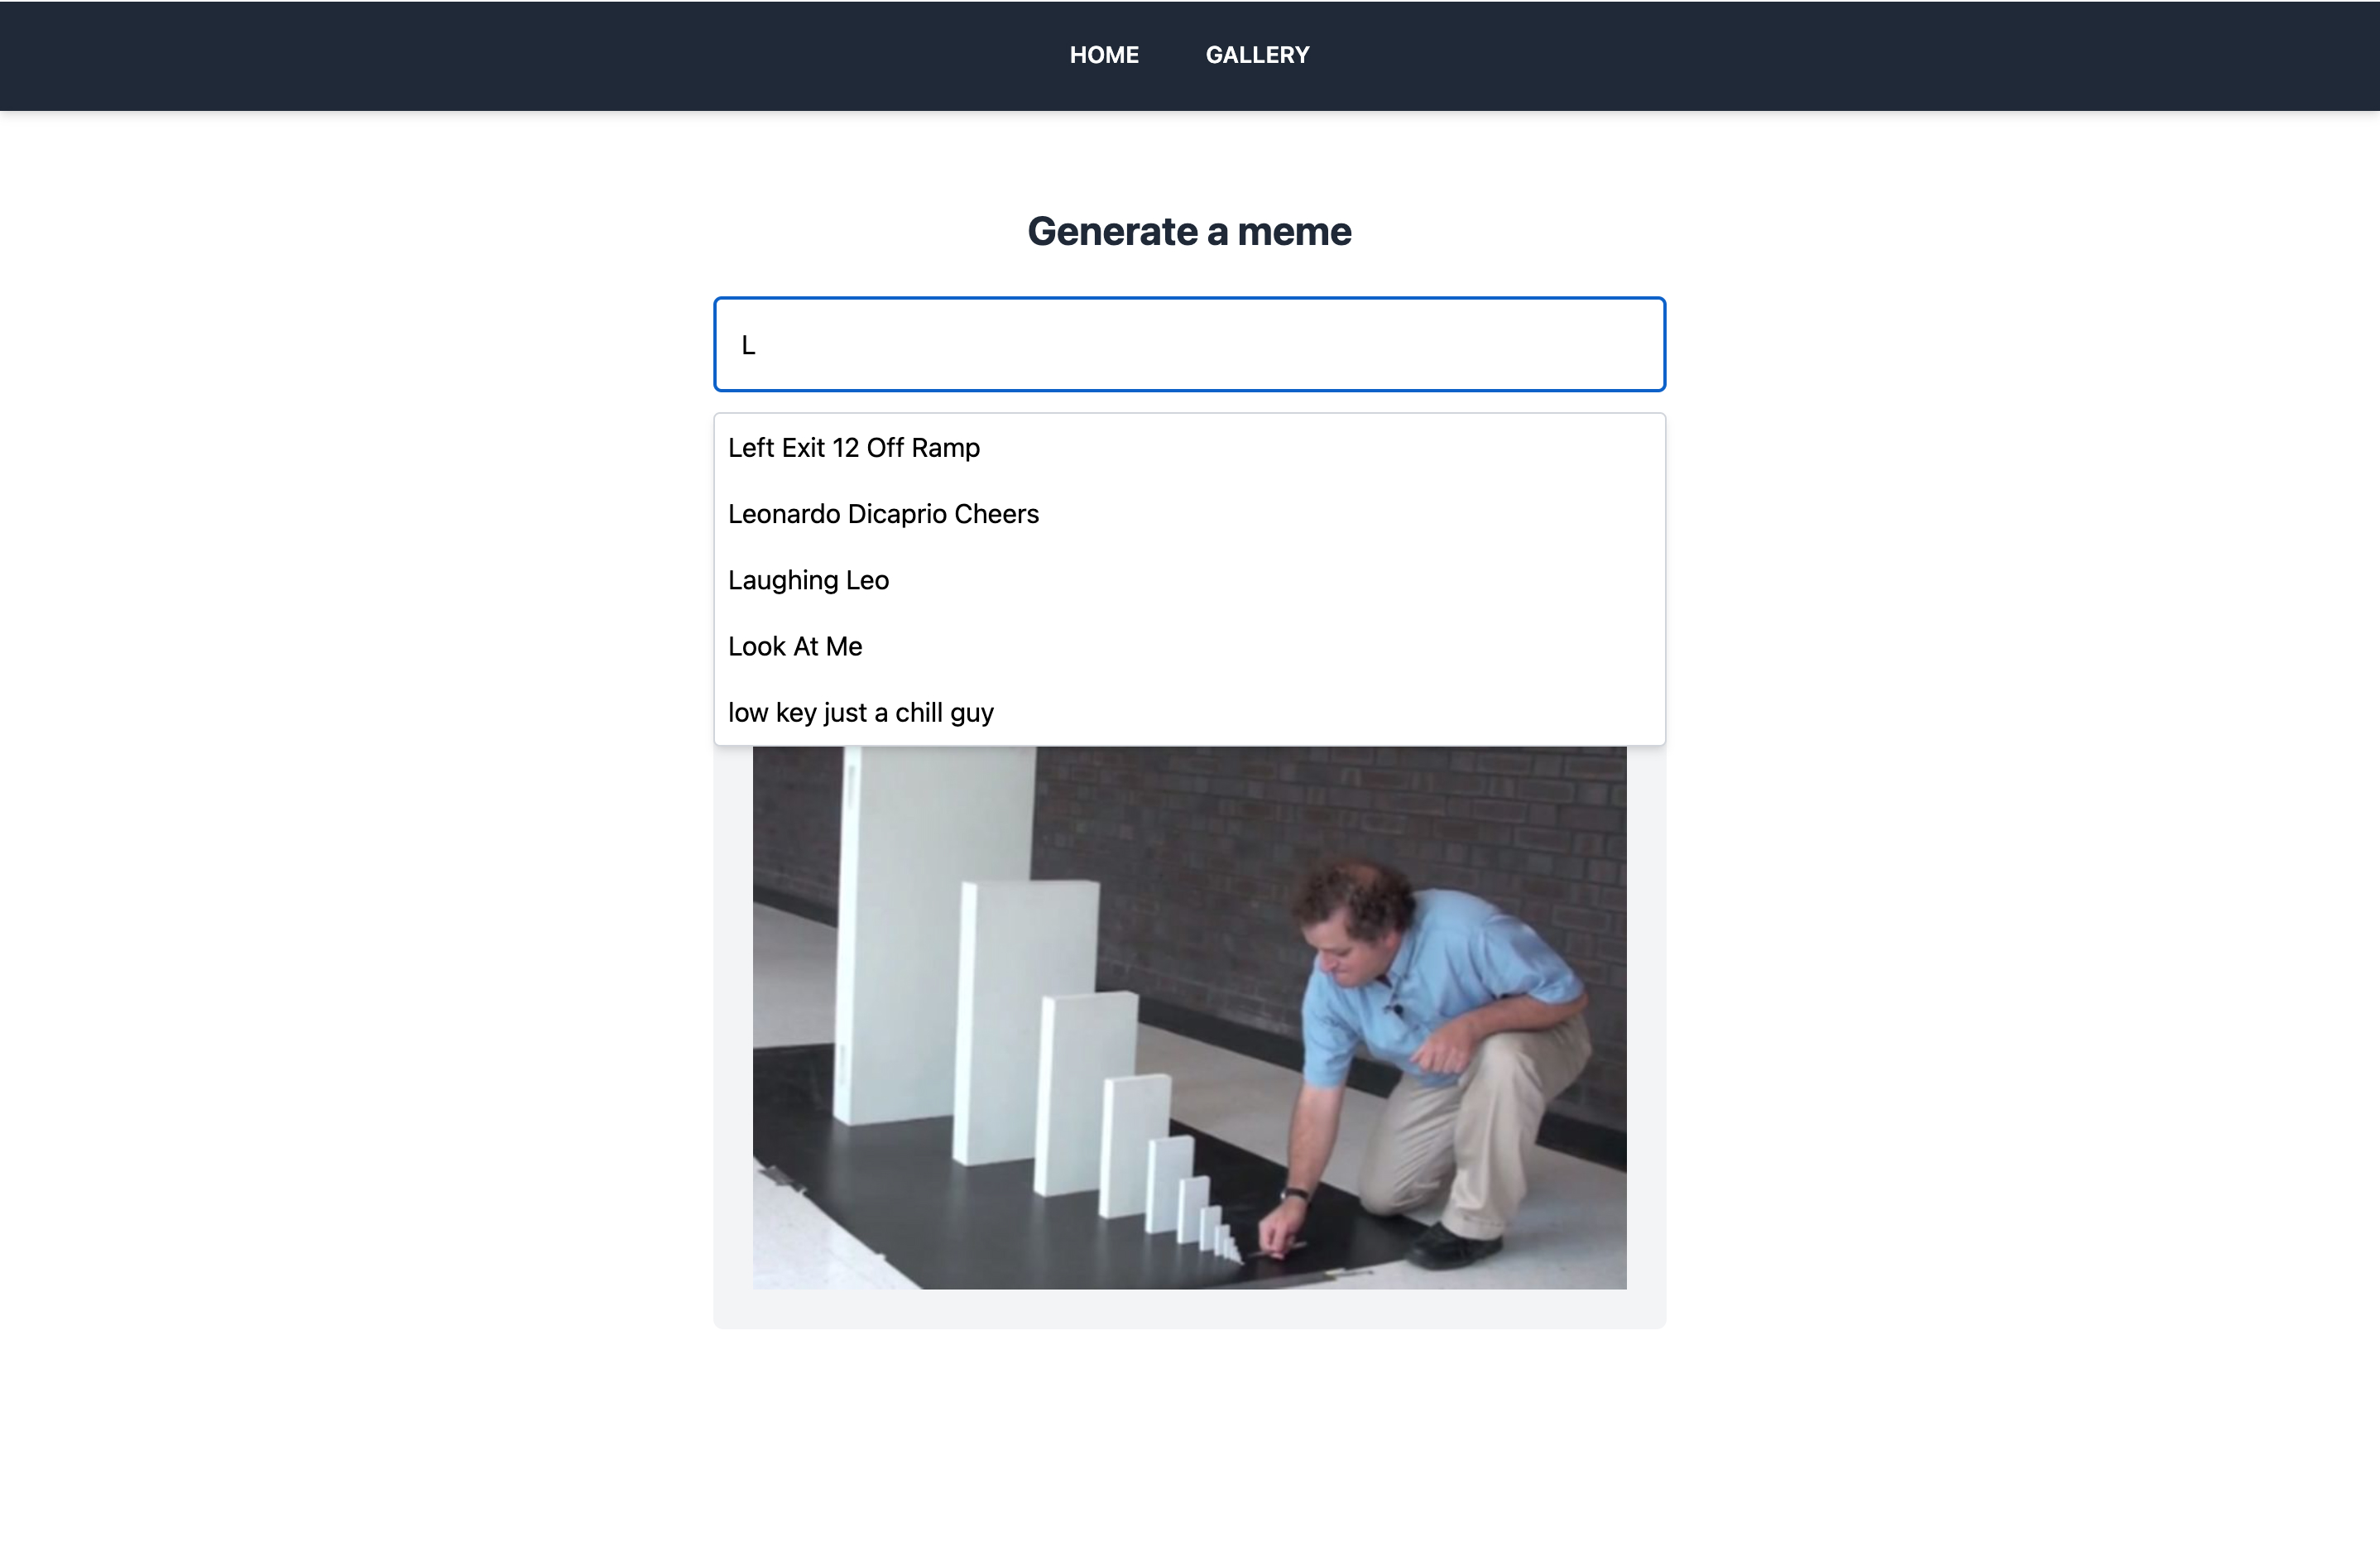 HOME GALLERY
Generate a meme
L
Left Exit 12 Off Ramp
Leonardo Dicaprio Cheers
Laughing Leo
Look At Me
low key just a chill guy